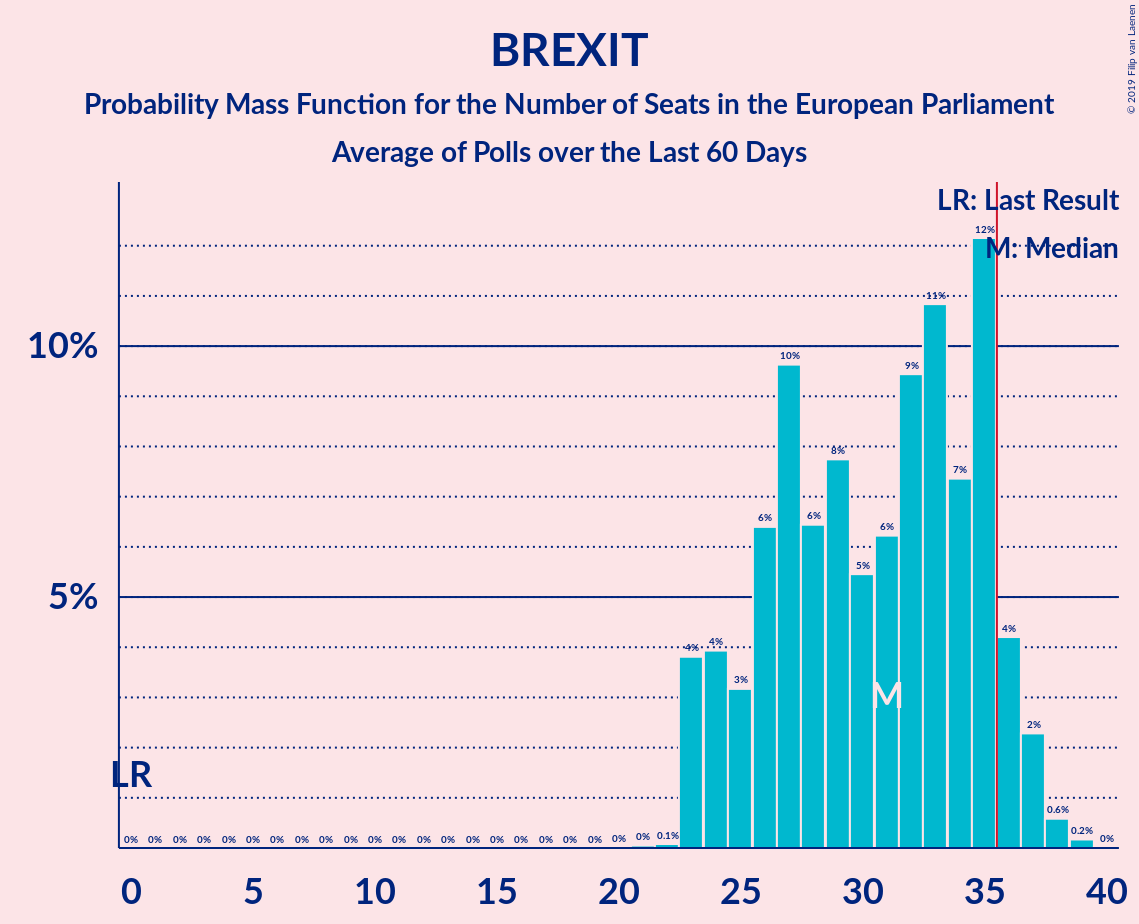 BREXIT
Probability Mass Function for the Number of Seats in the European Parliament
Average of Polls over the Last 60 Days
© 2019 Filip van Laenen
LR: Last Result
M: Median
12%
11%
10%
10%
9%
8%
7%
6%
6%
6%
5%
6%
5%
4%
4%
4%
3%
M
2%
LR
0.6%
0% 0% 0% 0% 0% 0% 0% 0% 0% 0% 0% 0% 0% 0% 0% 0% 0% 0% 0% 0% 0% 0% 0.1% 0.2% 0%
0 5 10 15 20 25 30 35 40